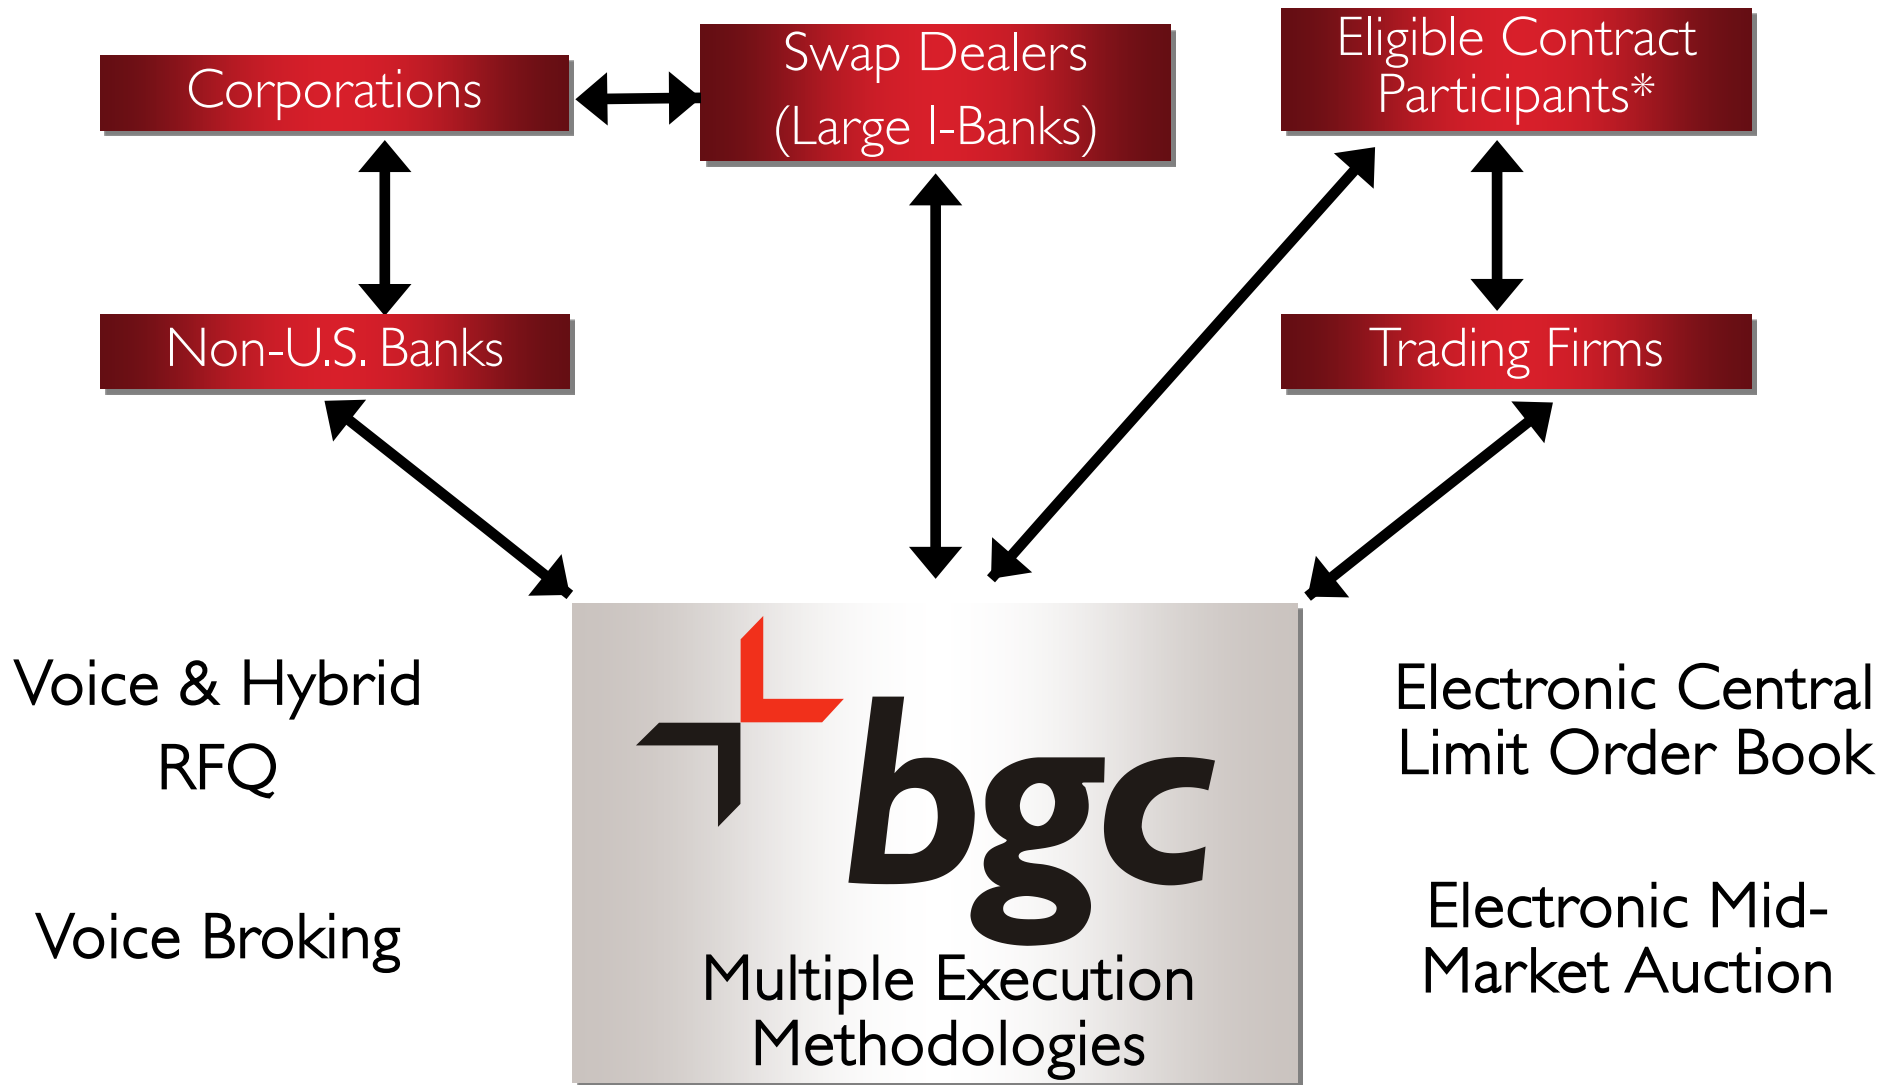 Corporations
Swap Dealers
(Large I-Banks)
Eligible Contract
Participants*
Non-U.S. Banks
Trading Firms
Voice & Hybrid
RFQ
Voice Broking
bgc
Multiple Execution
Methodologies
Electronic Central
Limit Order Book
Electronic Mid-
Market Auction